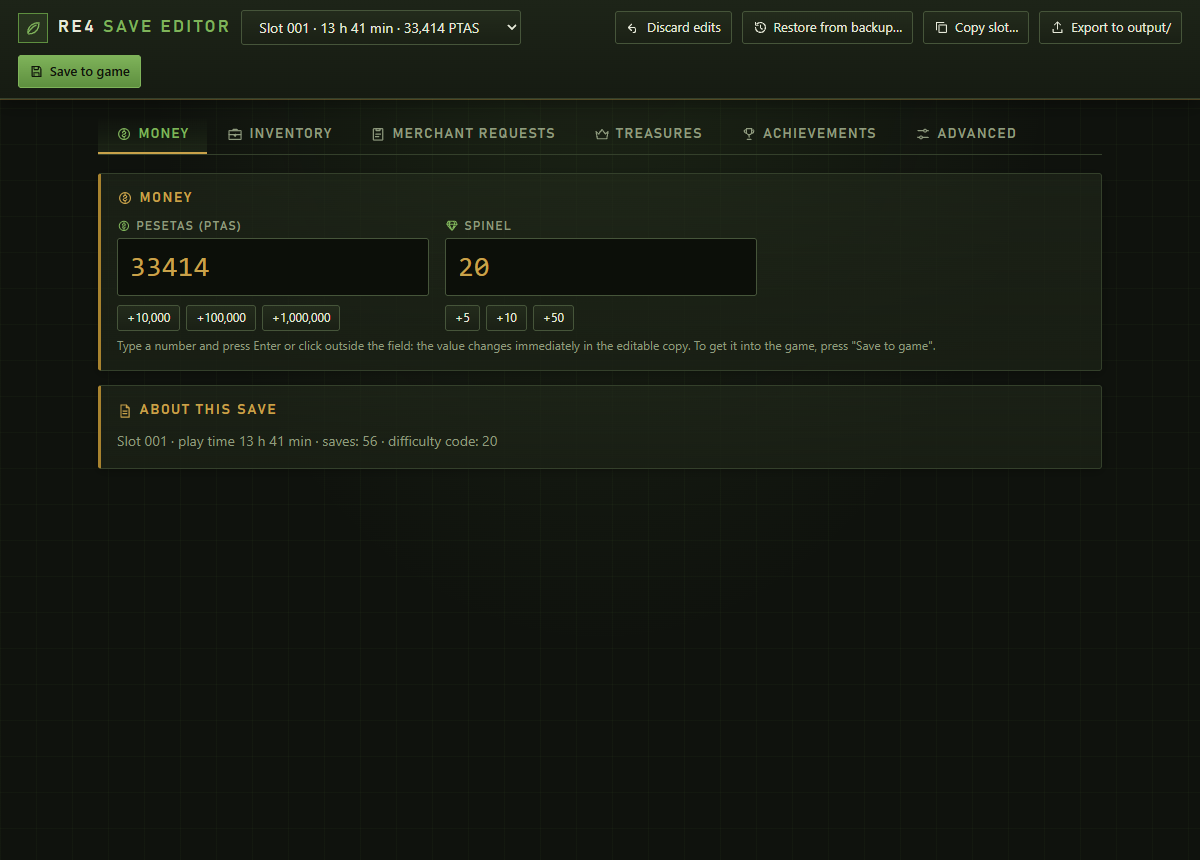 RE4 SAVE EDITOR
Slot 001 · 13 h 41 min · 33,414 PTAS
Discard edits
Restore from backup...
Copy slot...
Export to output/
Save to game
MONEY
INVENTORY
MERCHANT REQUESTS
TREASURES
ACHIEVEMENTS
ADVANCED
MONEY
PESETAS (PTAS)
33414
+10,000
+100,000
+1,000,000
SPINEL
20
+5
+10
+50
Type a number and press Enter or click outside the field: the value changes immediately in the editable copy. To get it into the game, press "Save to game".
ABOUT THIS SAVE
Slot 001 · play time 13 h 41 min · saves: 56 · difficulty code: 20